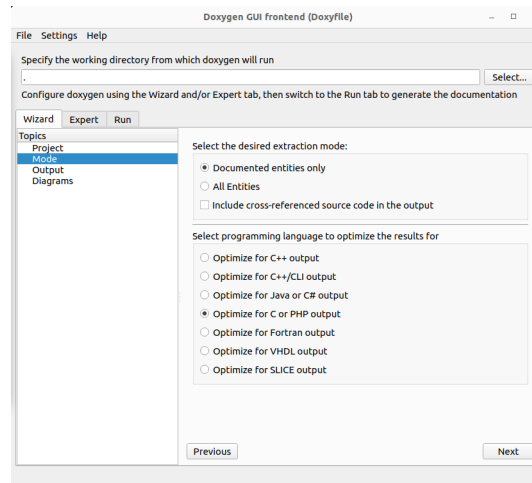 Doxygen GUI frontend (Doxyfile)
File Settings Help
Specify the working directory from which doxygen will run
.
Select...
Configure doxygen using the Wizard and/or Expert tab, then switch to the Run tab to generate the documentation
Wizard Expert Run
Topics
Project
Mode
Output
Diagrams
Select the desired extraction mode:
Documented entities only
All Entities
Include cross-referenced source code in the output
Select programming language to optimize the results for
Optimize for C++ output
Optimize for C++/CLI output
Optimize for Java or C# output
Optimize for C or PHP output
Optimize for Fortran output
Optimize for VHDL output
Optimize for SLICE output
Previous
Next